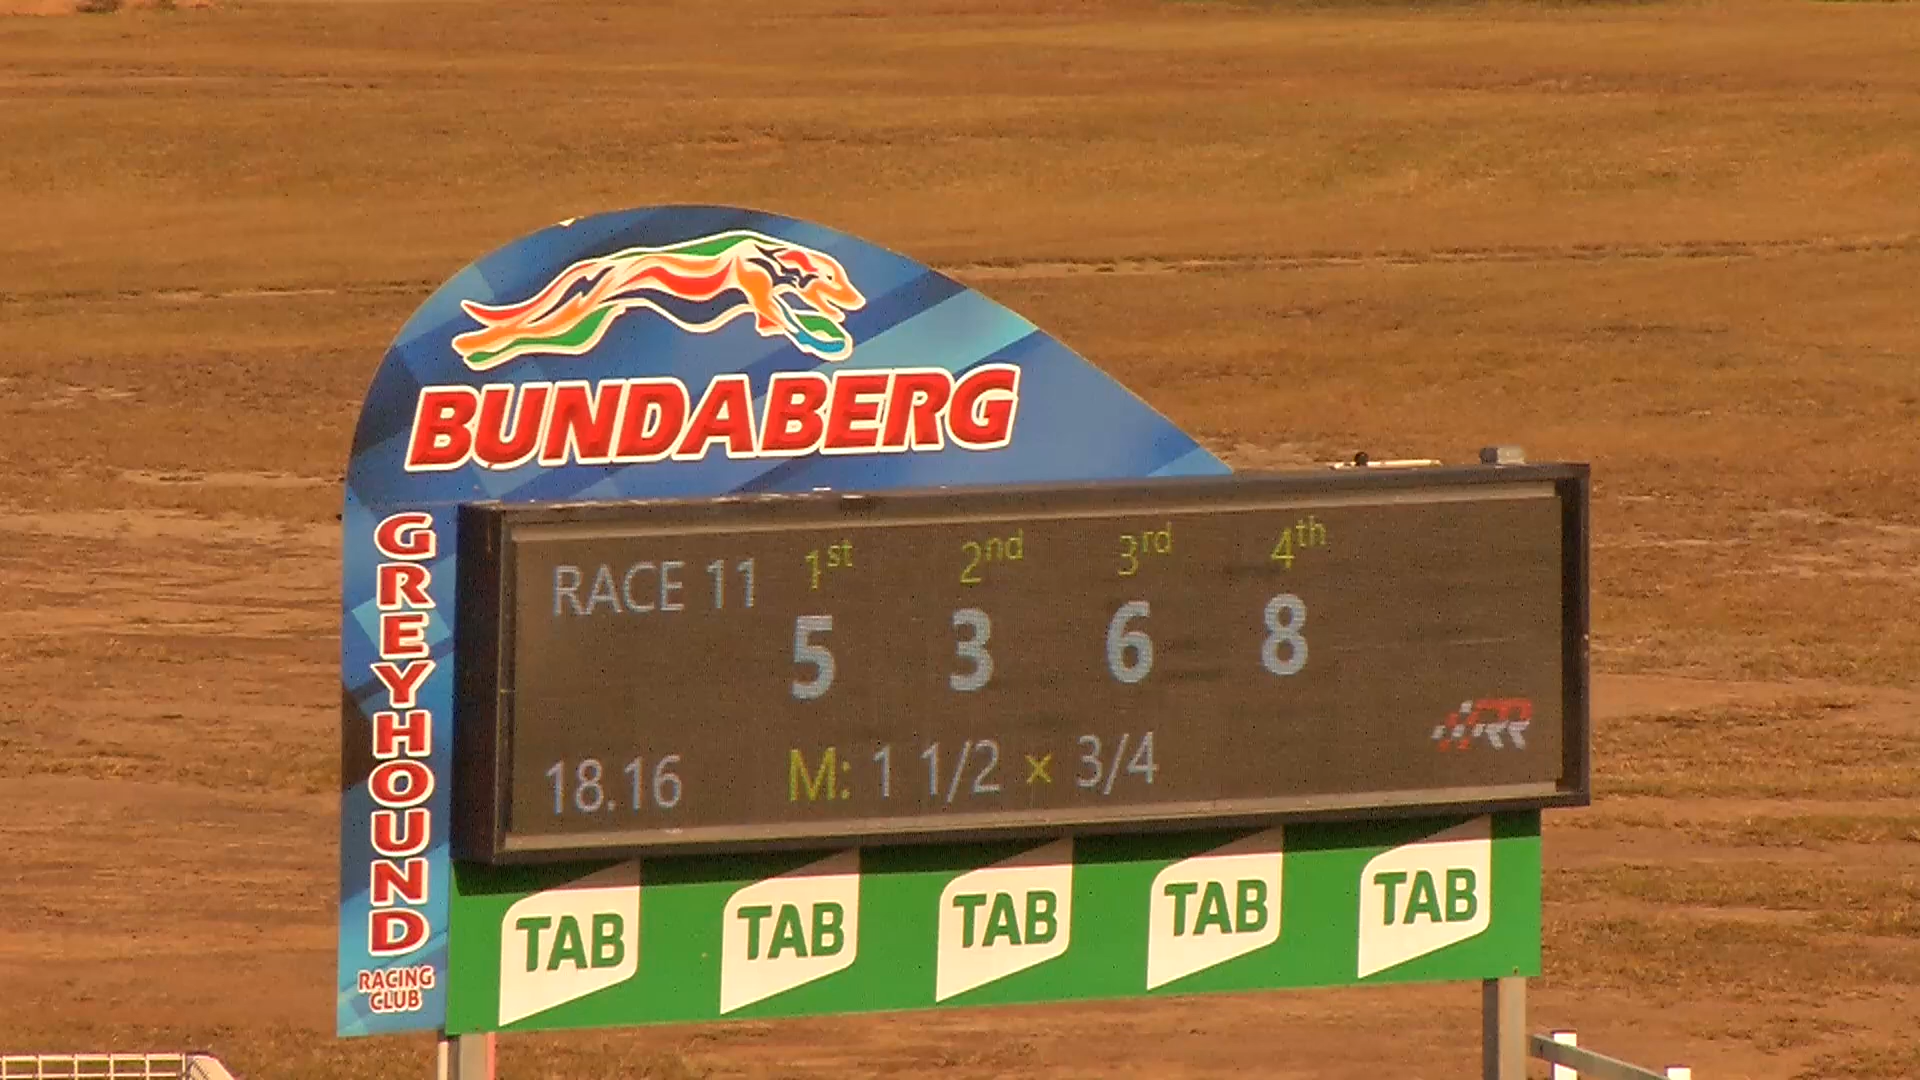 BUNDABERG
GREYHOUND
RACING
CLUB
RACE 11
1st 2nd 3rd 4th
5 3 6 8
18.16 M: 1 1/2 × 3/4
RR
TAB TAB TAB TAB TAB